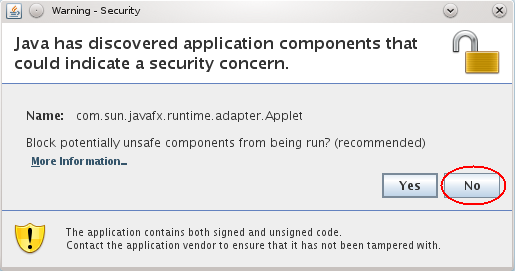 Warning - Security
Java has discovered application components that
could indicate a security concern.
Name: com.sun.javafx.runtime.adapter.Applet
Block potentially unsafe components from being run? (recommended)
More Information...
Yes No
The application contains both signed and unsigned code.
Contact the application vendor to ensure that it has not been tampered with.